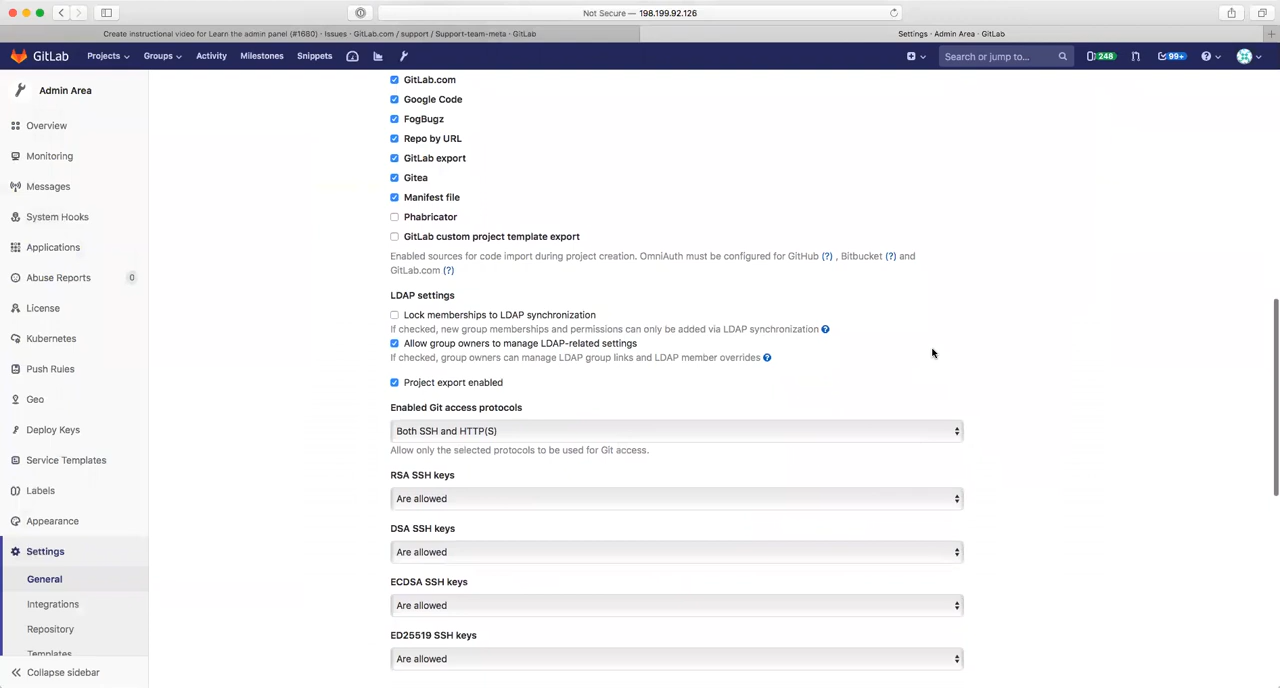 Not Secure — 198.199.92.126
Create instructional video for Learn the admin panel (#1680) · Issues · GitLab.com / support / Support-team-meta · GitLab
Settings · Admin Area · GitLab
GitLab
Projects
Groups
Activity
Milestones
Snippets
Search or jump to...
248
99+
Admin Area
Overview
Monitoring
Messages
System Hooks
Applications
Abuse Reports 0
License
Kubernetes
Push Rules
Geo
Deploy Keys
Service Templates
Labels
Appearance
Settings
General
Integrations
Repository
Templates
Collapse sidebar
GitLab.com
Google Code
FogBugz
Repo by URL
GitLab export
Gitea
Manifest file
Phabricator
GitLab custom project template export
Enabled sources for code import during project creation. OmniAuth must be configured for GitHub (?) , Bitbucket (?) and
GitLab.com (?)
LDAP settings
Lock memberships to LDAP synchronization
If checked, new group memberships and permissions can only be added via LDAP synchronization ?
Allow group owners to manage LDAP-related settings
If checked, group owners can manage LDAP group links and LDAP member overrides ?
Project export enabled
Enabled Git access protocols
Both SSH and HTTP(S)
Allow only the selected protocols to be used for Git access.
RSA SSH keys
Are allowed
DSA SSH keys
Are allowed
ECDSA SSH keys
Are allowed
ED25519 SSH keys
Are allowed